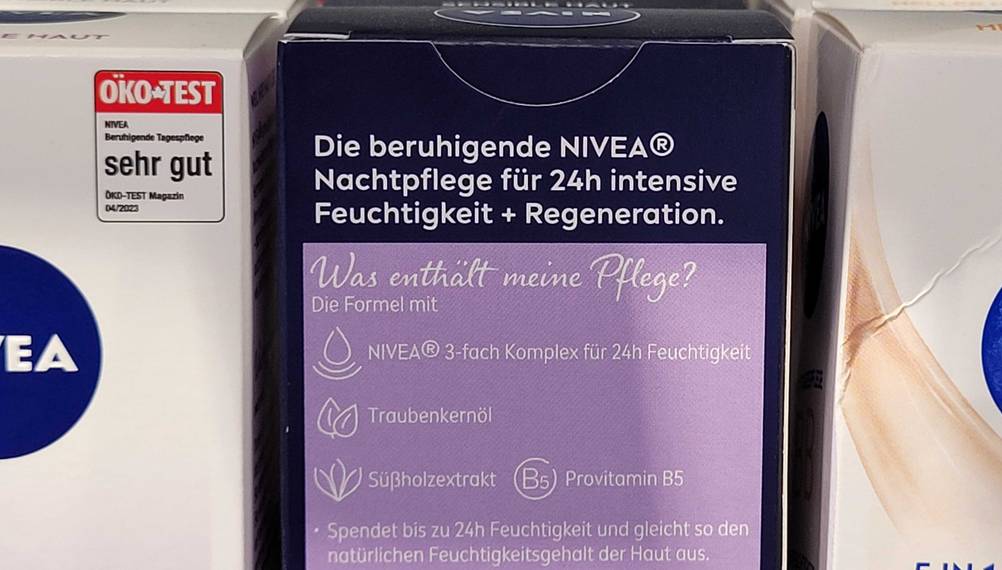 E HAUT
ÖKO-TEST
NIVEA
Beruhigende Tagespflege
sehr gut
ÖKO-TEST Magazin
04/2023
EA
Die beruhigende NIVEA®
Nachtpflege für 24h intensive
Feuchtigkeit + Regeneration.
Was enthält meine Pflege?
Die Formel mit
NIVEA® 3-fach Komplex für 24h Feuchtigkeit
Traubenkernöl
Süßholzextrakt
B5 Provitamin B5
• Spendet bis zu 24h Feuchtigkeit und gleicht so den
natürlichen Feuchtigkeitsgehalt der Haut aus.